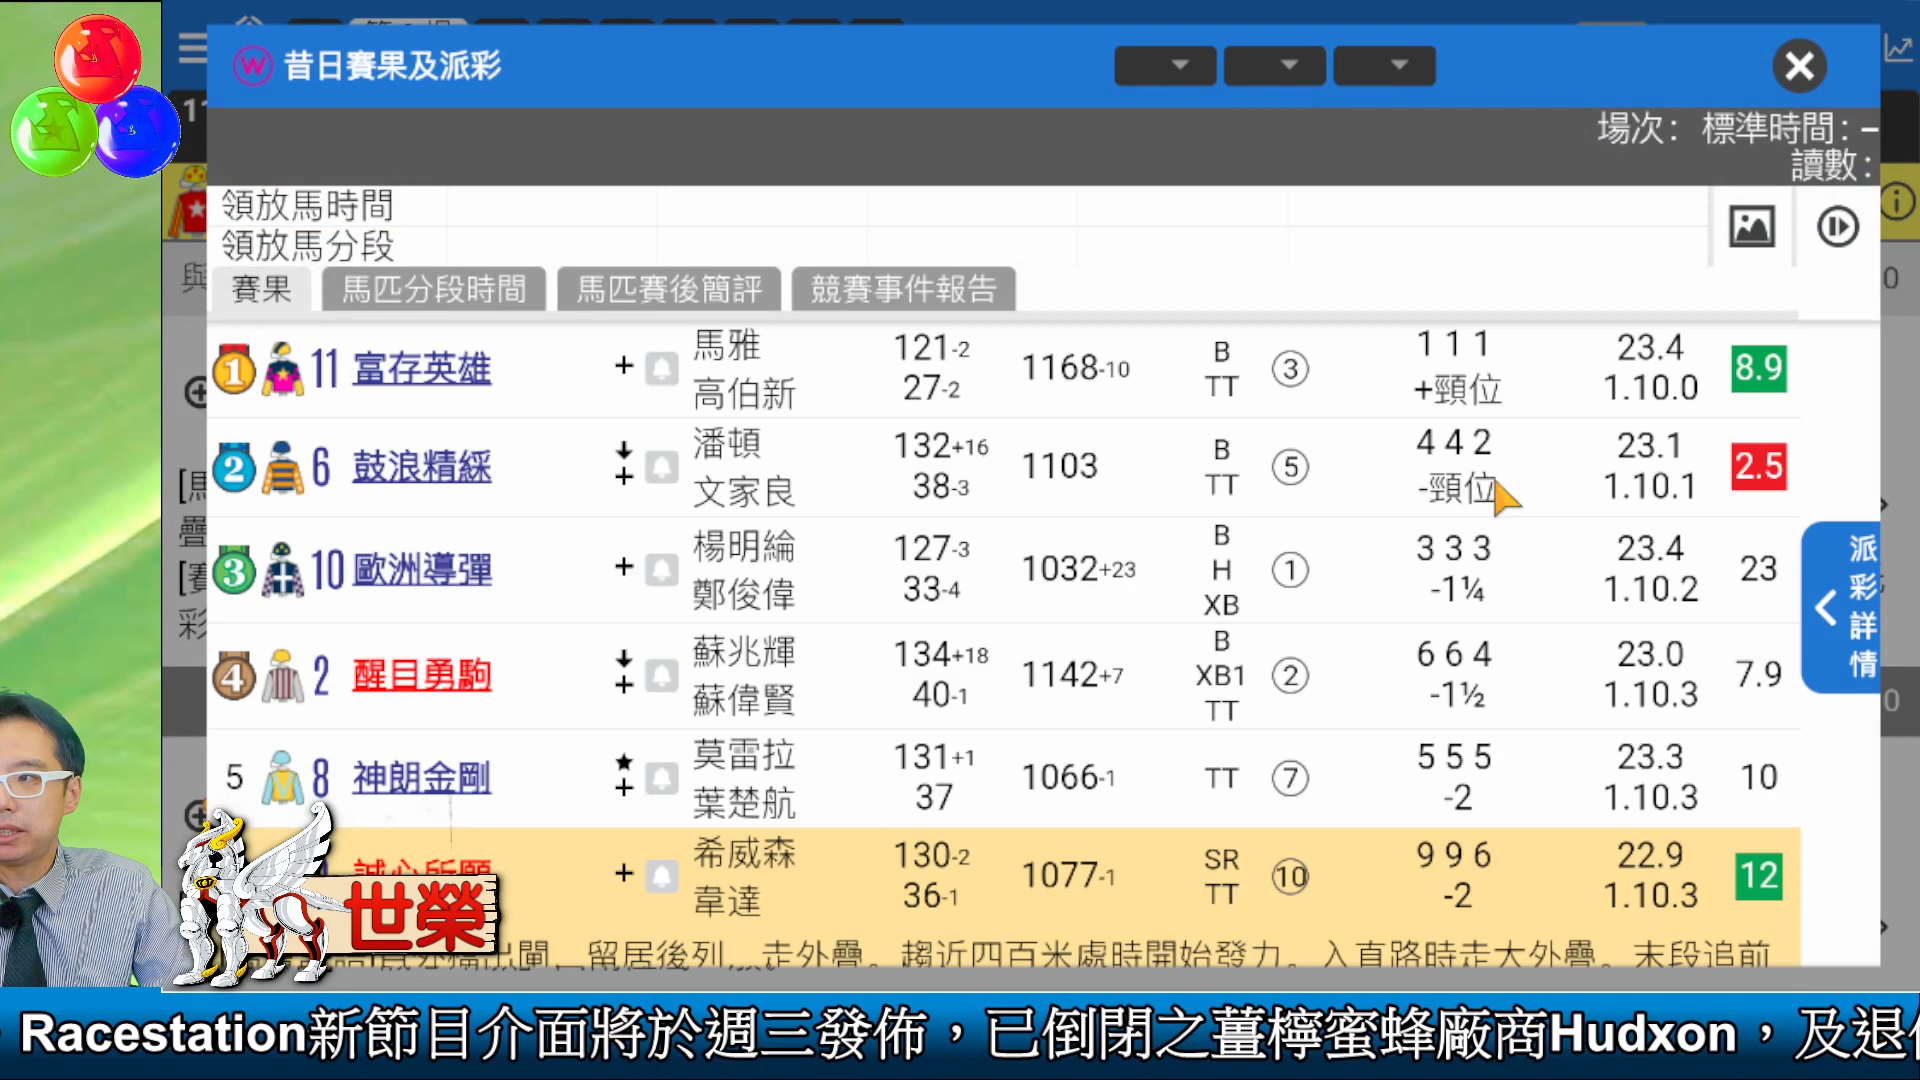 昔日賽果及派彩
場次： 標準時間：–
讀數：
領放馬時間
領放馬分段
賽果 馬匹分段時間 馬匹賽後簡評 競賽事件報告
1 11 富存英雄 + 馬雅 高伯新 121-2 27-2 1168-10 B TT 3 1 1 1 +頸位 23.4 1.10.0 8.9
2 6 鼓浪精綵 + 潘頓 文家良 132+16 38-3 1103 B TT 5 4 4 2 -頸位 23.1 1.10.1 2.5
3 10 歐洲導彈 + 楊明綸 鄭俊偉 127-3 33-4 1032+23 B H XB 1 3 3 3 -1¼ 23.4 1.10.2 23
4 2 醒目勇駒 + 蘇兆輝 蘇偉賢 134+18 40-1 1142+7 B XB1 TT 2 6 6 4 -1½ 23.0 1.10.3 7.9
5 8 神朗金剛 + 莫雷拉 葉楚航 131+1 37 1066-1 TT 7 5 5 5 -2 23.3 1.10.3 10
誠心所願 + 希威森 韋達 130-2 36-1 1077-1 SR TT 10 9 9 6 -2 22.9 1.10.3 12
留居後列，走外疊。趨近四百米處時開始發力。入直路時走大外疊。末段追前
派彩詳情
世榮
Racestation新節目介面將於週三發佈，已倒閉之薑檸蜜蜂廠商Hudxon，及退